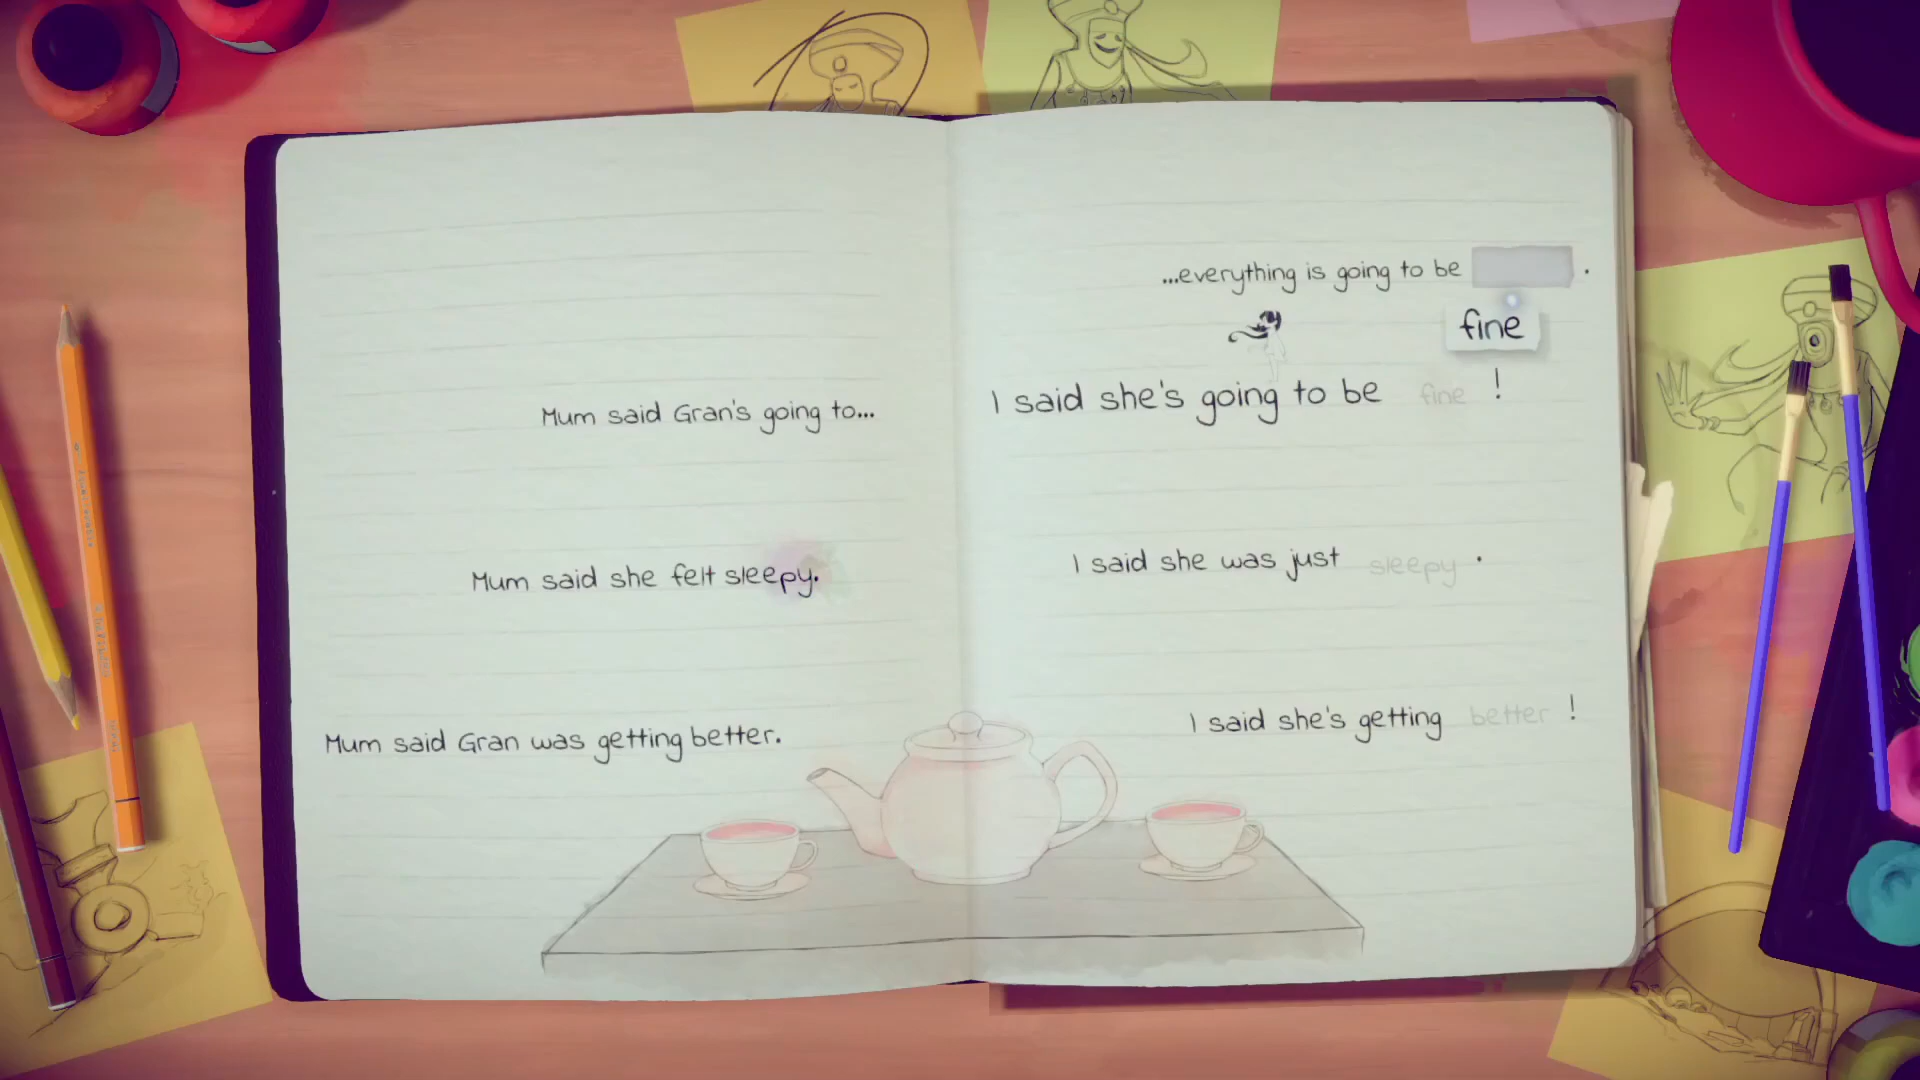 Mum said Gran's going to...
Mum said she felt sleepy.
Mum said Gran was getting better.
...everything is going to be .
fine
I said she's going to be fine !
I said she was just sleepy .
I said she's getting better !